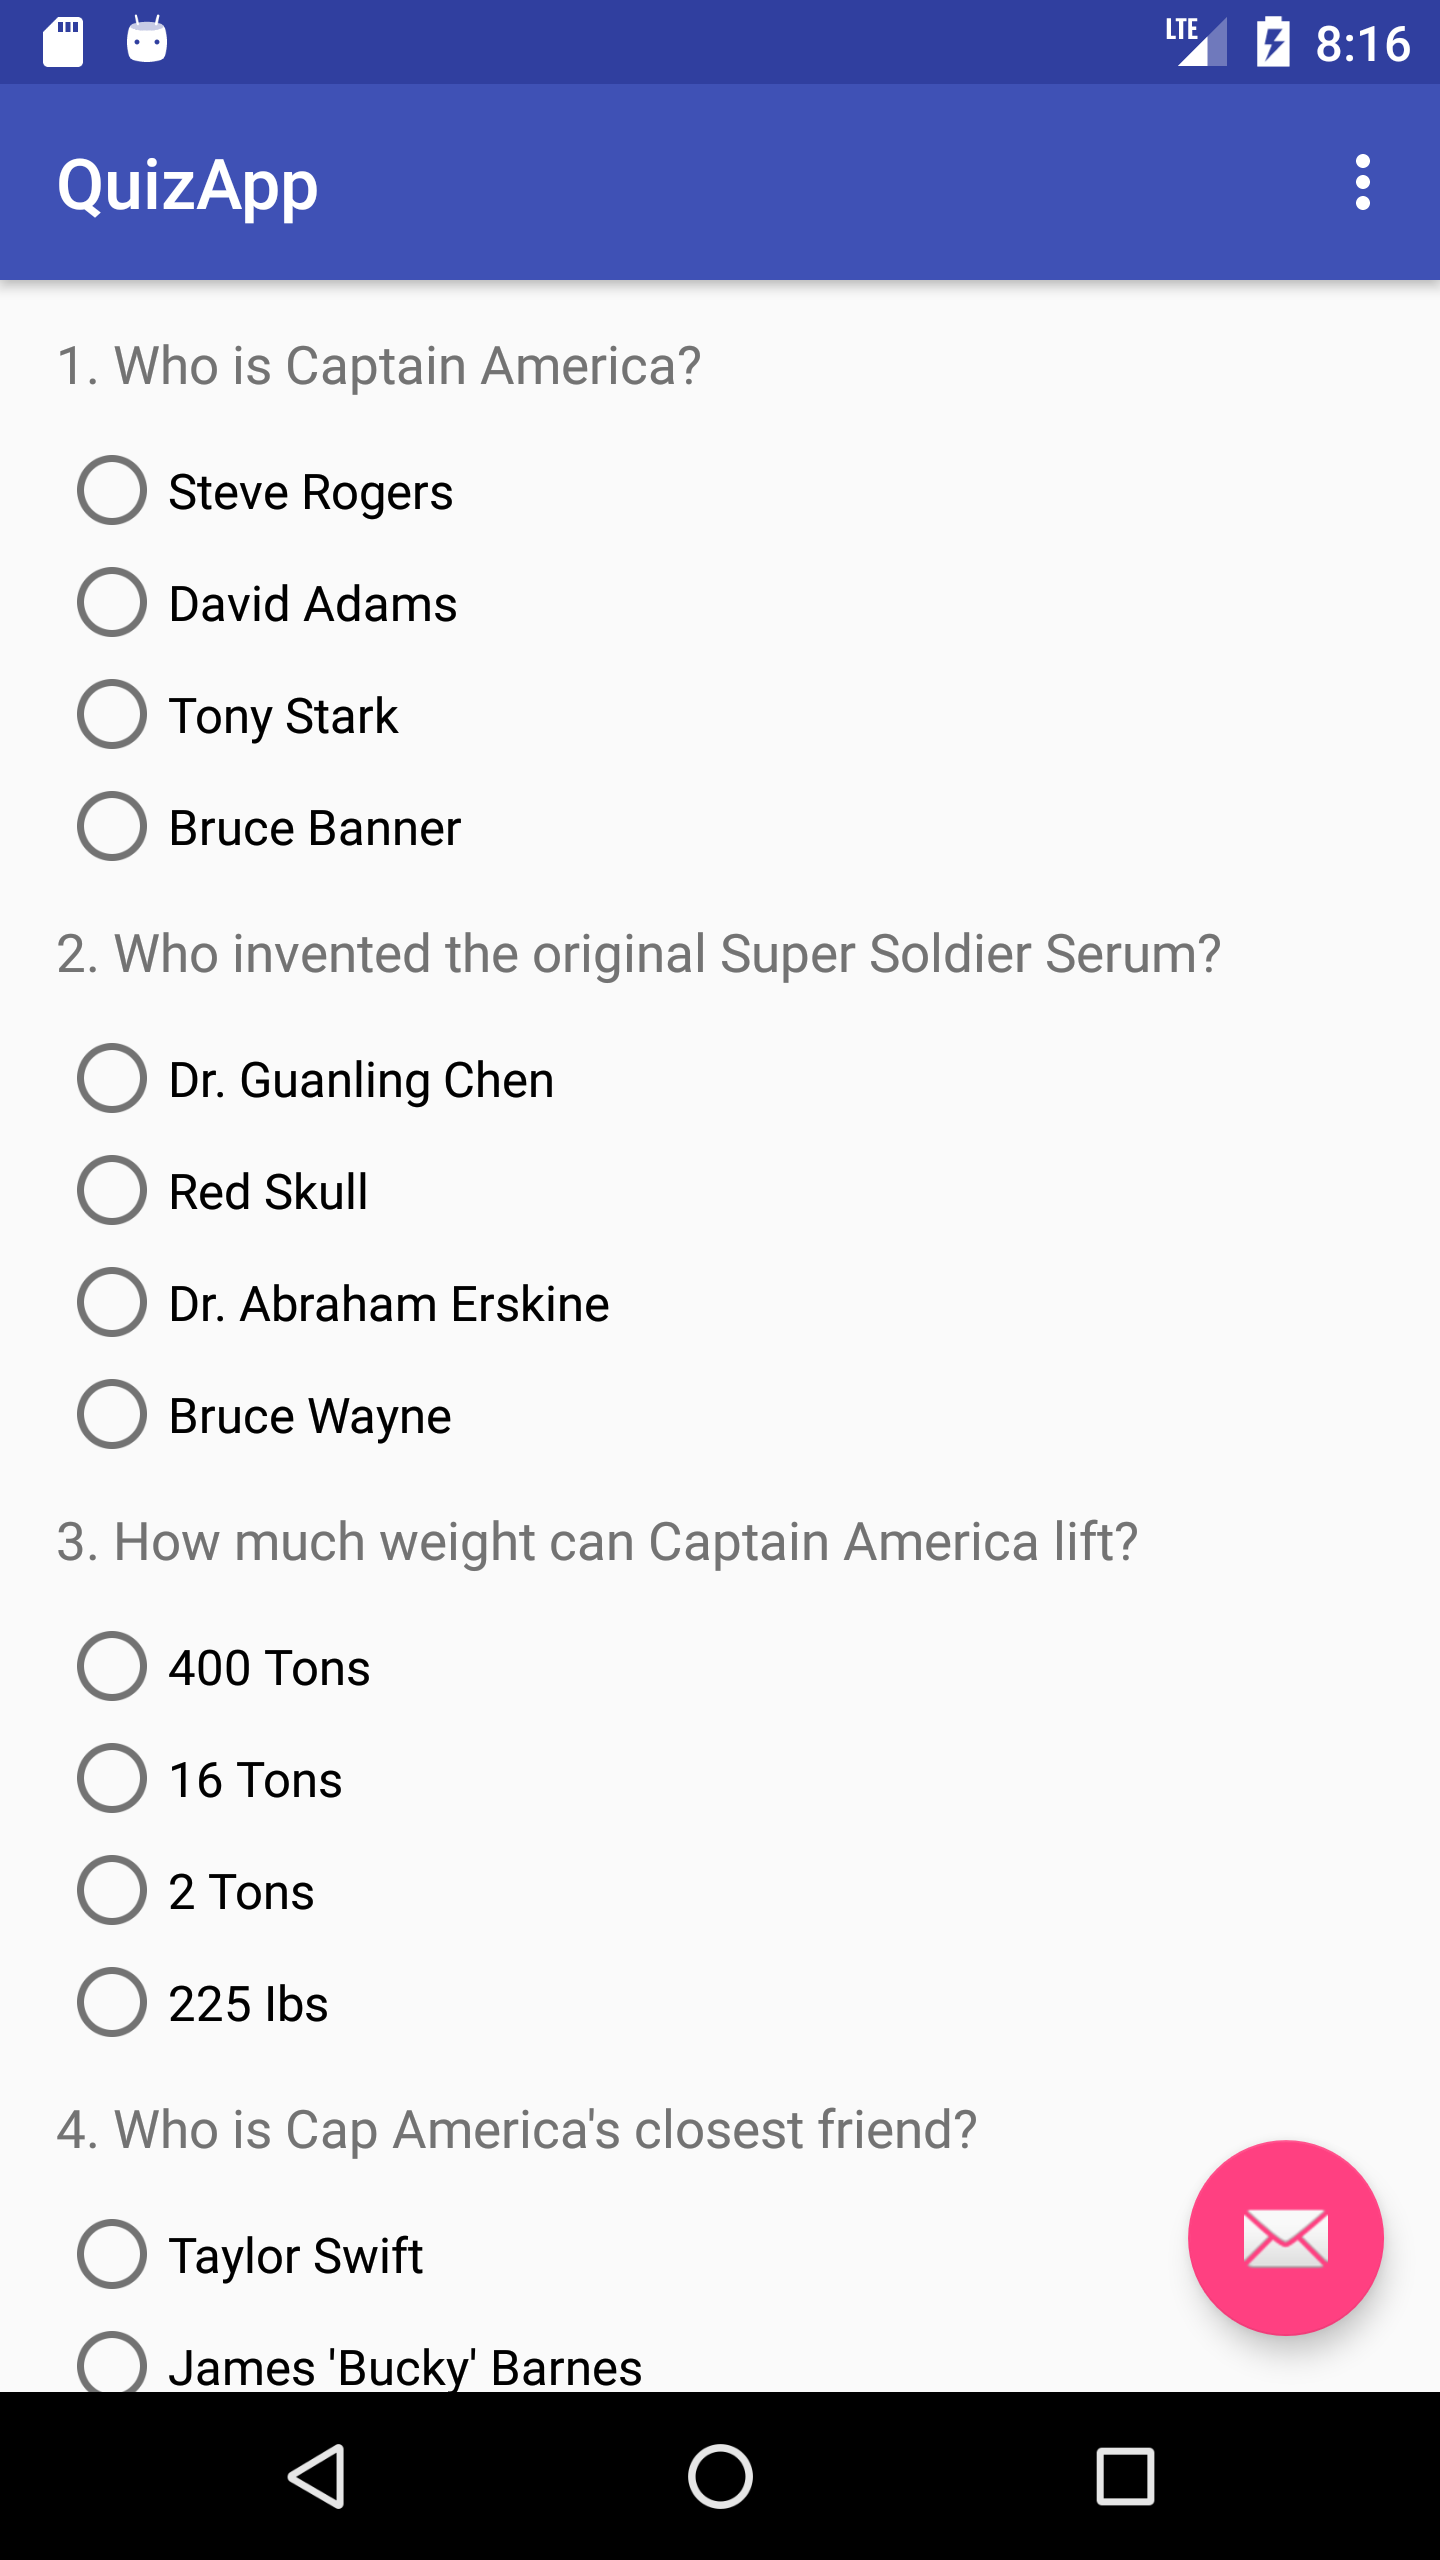 LTE 8:16
QuizApp
1. Who is Captain America?
Steve Rogers
David Adams
Tony Stark
Bruce Banner
2. Who invented the original Super Soldier Serum?
Dr. Guanling Chen
Red Skull
Dr. Abraham Erskine
Bruce Wayne
3. How much weight can Captain America lift?
400 Tons
16 Tons
2 Tons
225 Ibs
4. Who is Cap America's closest friend?
Taylor Swift
James 'Bucky' Barnes